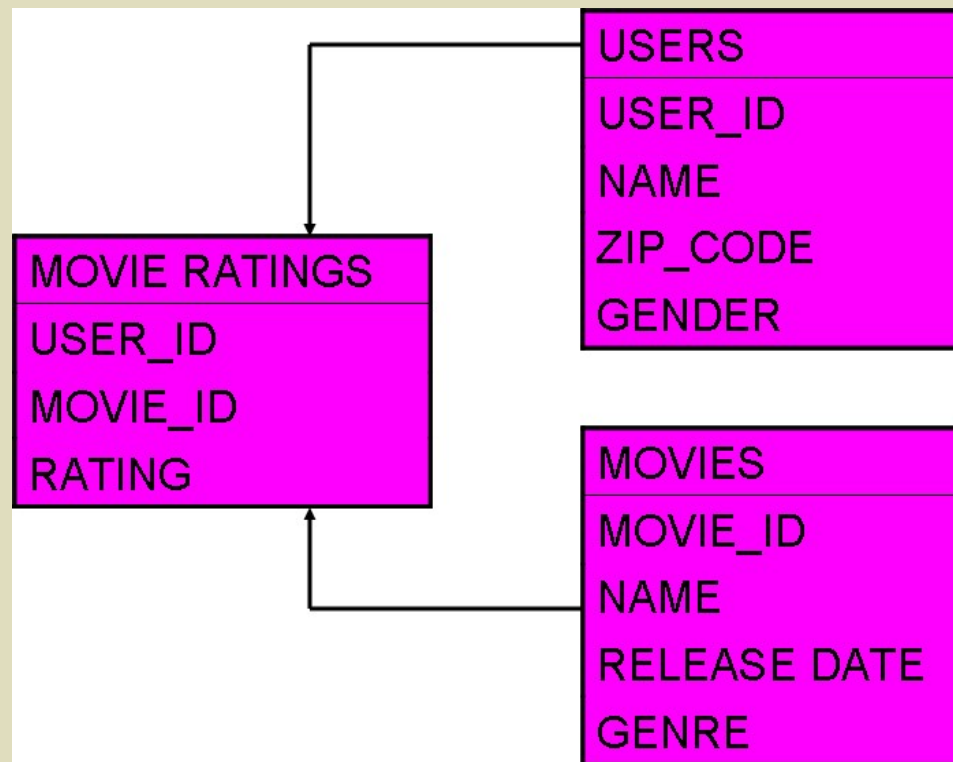 USERS
USER_ID
NAME
ZIP_CODE
GENDER
MOVIE RATINGS
USER_ID
MOVIE_ID
RATING
MOVIES
MOVIE_ID
NAME
RELEASE DATE
GENRE